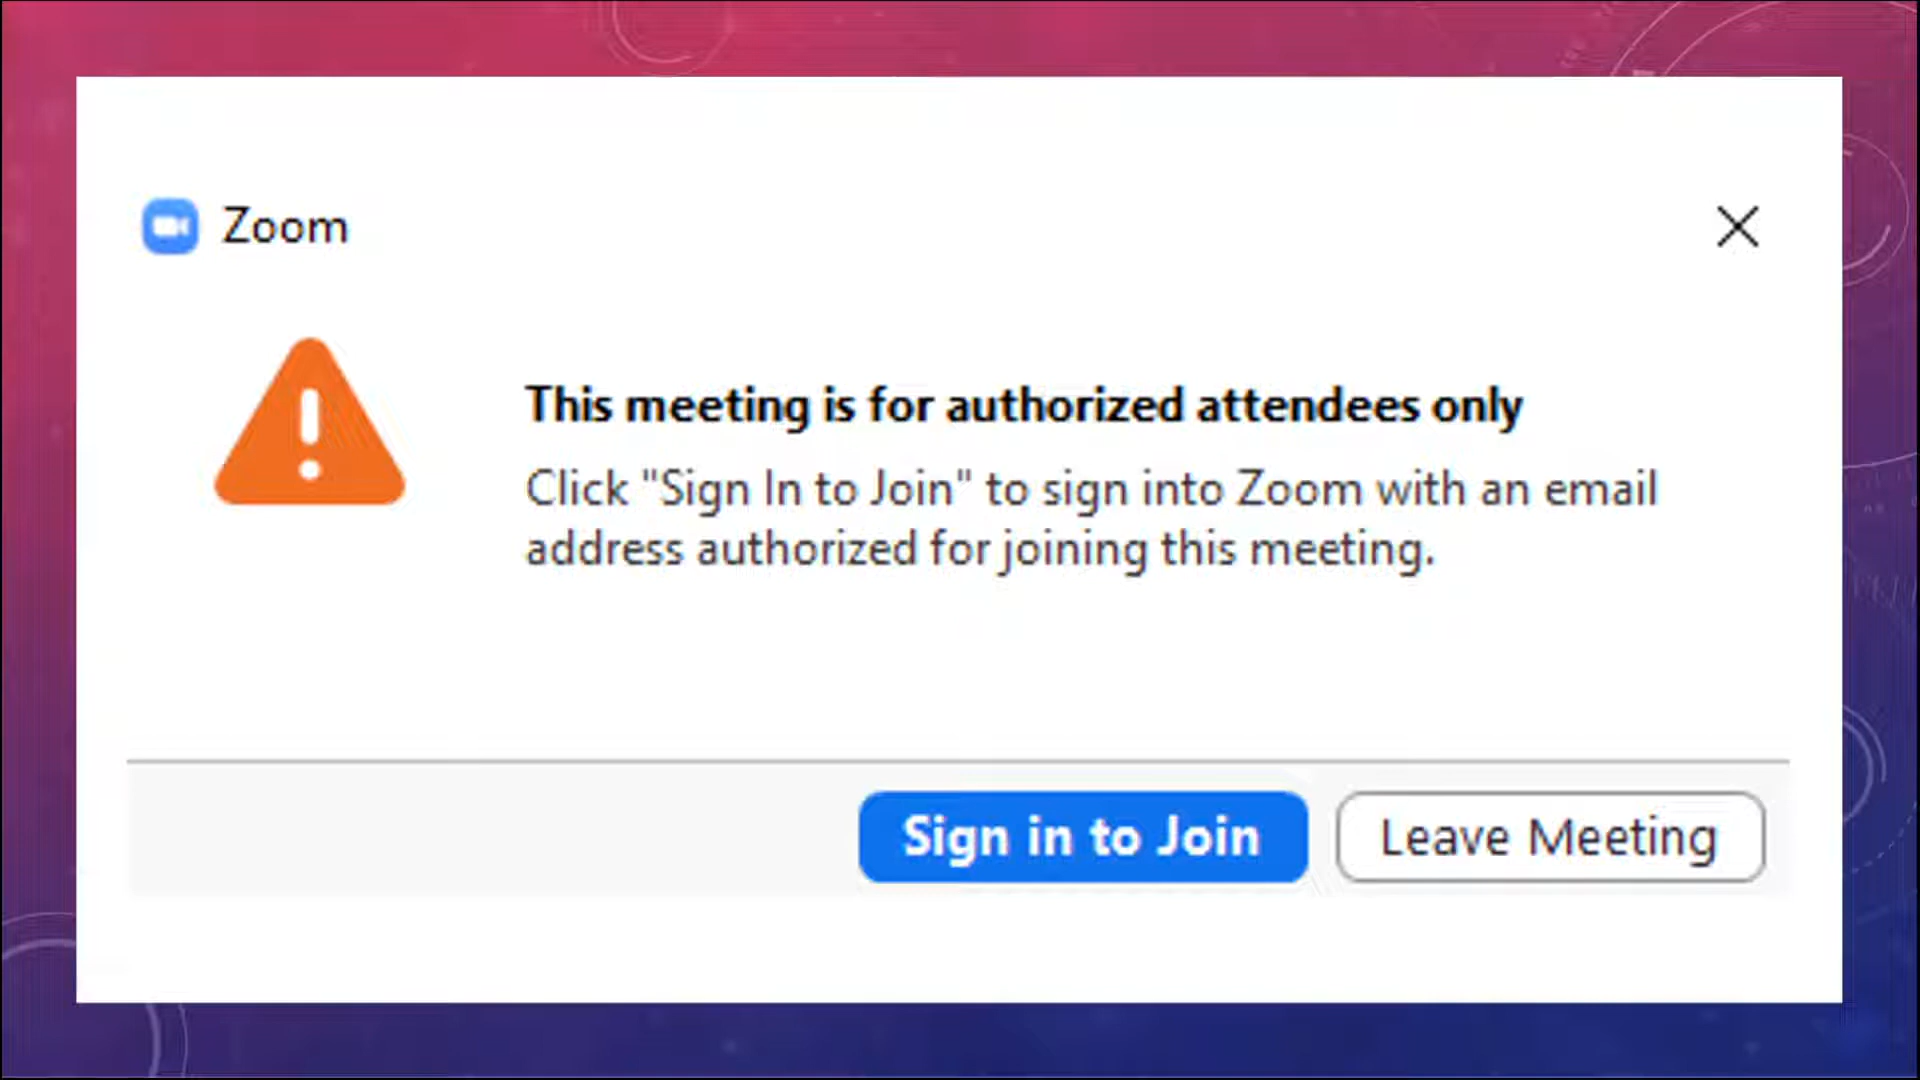 Zoom
This meeting is for authorized attendees only
Click "Sign In to Join" to sign into Zoom with an email
address authorized for joining this meeting.
Sign in to Join
Leave Meeting